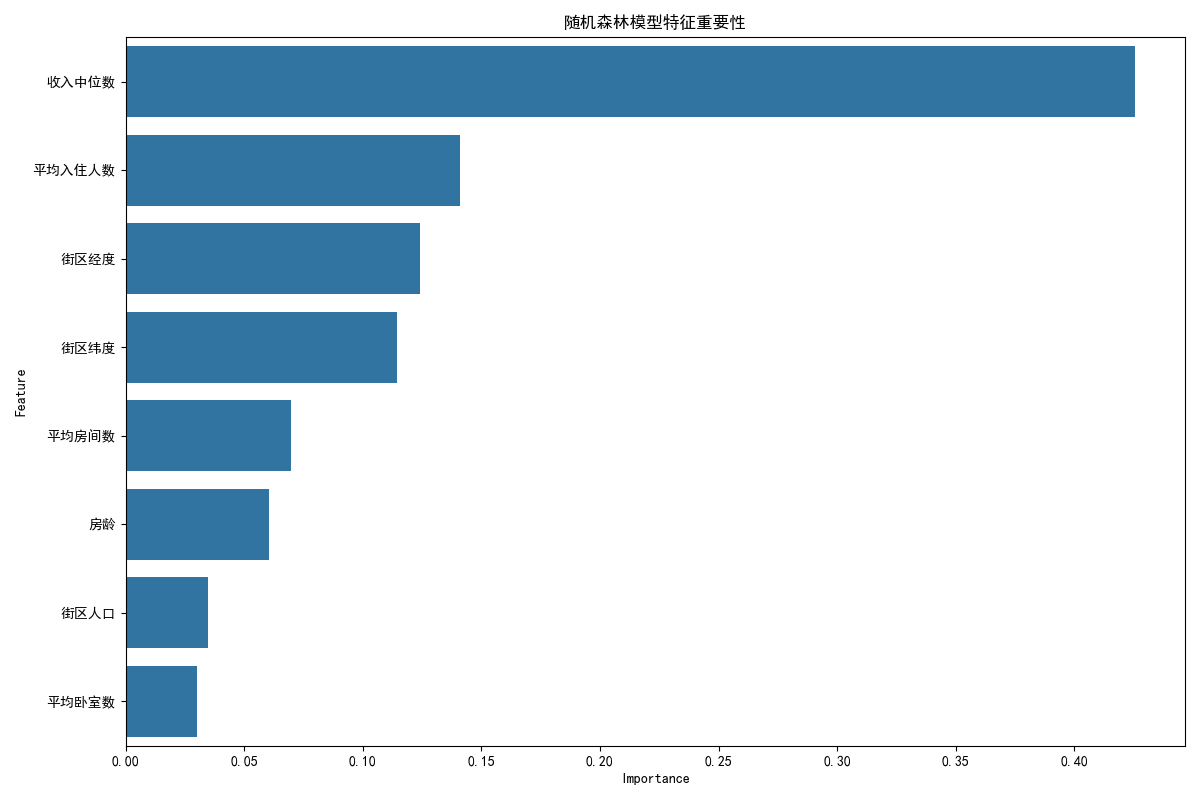 随机森林模型特征重要性
收入中位数
平均入住人数
街区经度
街区纬度
平均房间数
房龄
街区人口
平均卧室数
Feature
0.00 0.05 0.10 0.15 0.20 0.25 0.30 0.35 0.40
Importance